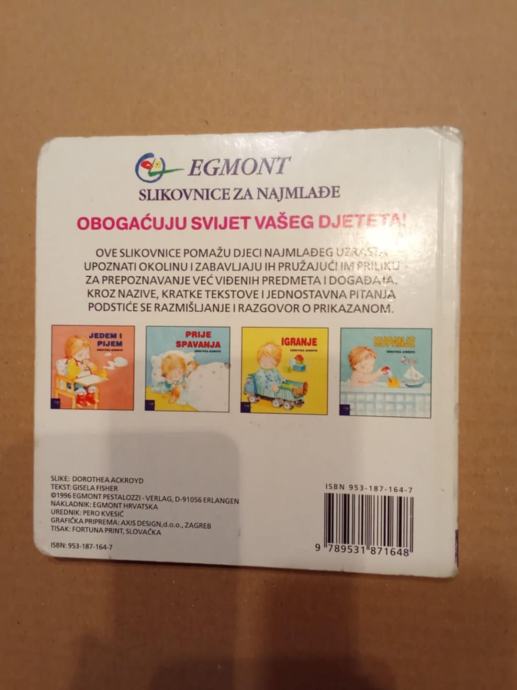 EGMONT
SLIKOVNICE ZA NAJMLAĐE
OBOGAĆUJU SVIJET VAŠEG DJETETA!
OVE SLIKOVNICE POMAŽU DJECI NAJMLAĐEG UZRASTA
UPOZNATI OKOLINU I ZABAVLJAJU IH PRUŽAJUĆI IM PRILIKU
ZA PREPOZNAVANJE VEĆ VIĐENIH PREDMETA I DOGAĐAJA.
KROZ NAZIVE, KRATKE TEKSTOVE I JEDNOSTAVNA PITANJA
PODSTIČE SE RAZMIŠLJANJE I RAZGOVOR O PRIKAZANOM.
JEDEM I
PIJEM
PRIJE
SPAVANJA
IGRANJE
KUPANJE
SLIKE: DOROTHEA ACKROYD
TEKST: GISELA FISHER
©1996 EGMONT PESTALOZZI - VERLAG, D-91056 ERLANGEN
NAKLADNIK: EGMONT HRVATSKA
UREDNIK: PERO KVESIĆ
GRAFIČKA PRIPREMA: AXIS DESIGN,d.o.o., ZAGREB
TISAK: FORTUNA PRINT, SLOVAČKA
ISBN: 953-187-164-7
ISBN 953-187-164-7
9 789531 871648